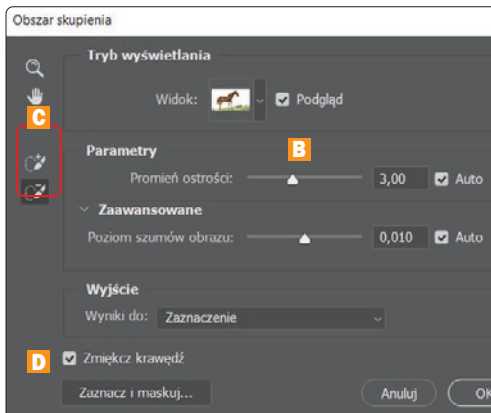 Obszar skupienia
Tryb wyświetlania
Widok: Podgląd
C
Parametry B
Promień ostrości: 3,00 Auto
Zaawansowane
Poziom szumów obrazu: 0,010 Auto
Wyjście
Wyniki do: Zaznaczenie
D Zmiękcz krawędź
Zaznacz i maskuj... Anuluj OK